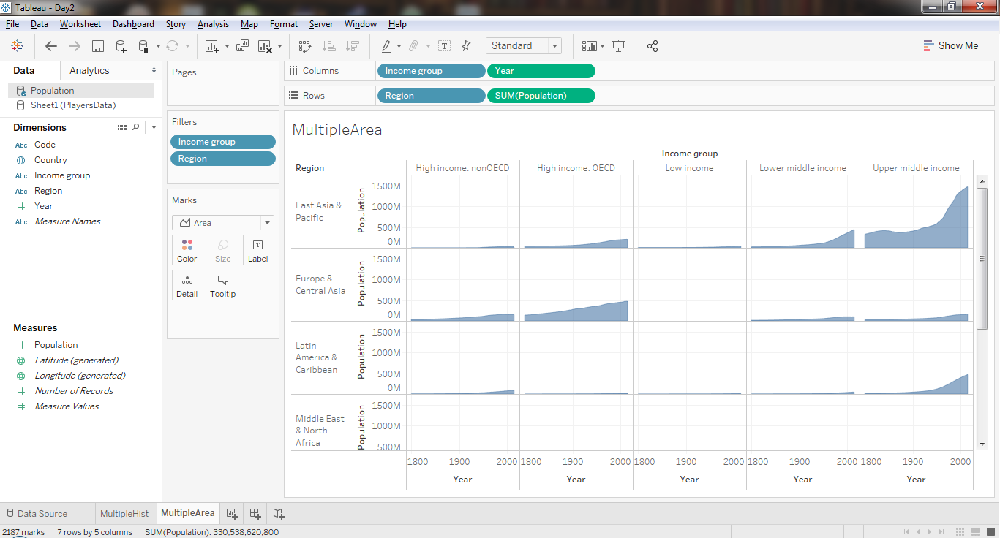 Tableau - Day2
File Data Worksheet Dashboard Story Analysis Map Format Server Window Help
Standard
Show Me
Data Analytics
Population
Sheet1 (PlayersData)
Dimensions
Abc Code
Country
Abc Income group
Abc Region
Year
Abc Measure Names
Measures
Population
Latitude (generated)
Longitude (generated)
Number of Records
Measure Values
Pages
Filters
Income group
Region
Marks
Area
Color Size Label
Detail Tooltip
Columns Income group Year
Rows Region SUM(Population)
MultipleArea
Income group
Region High income: nonOECD High income: OECD Low income Lower middle income Upper middle income
East Asia &
Pacific
Population
1500M
1000M
500M
0M
Europe &
Central Asia
Population
1500M
1000M
500M
0M
Latin
America &
Caribbean
Population
1500M
1000M
500M
0M
Middle East
& North
Africa
Population
1500M
1000M
500M
1800 1900 2000 1800 1900 2000 1800 1900 2000 1800 1900 2000 1800 1900 2000
Year Year Year Year Year
Data Source MultipleHist MultipleArea
2187 marks 7 rows by 5 columns SUM(Population): 330,538,620,800